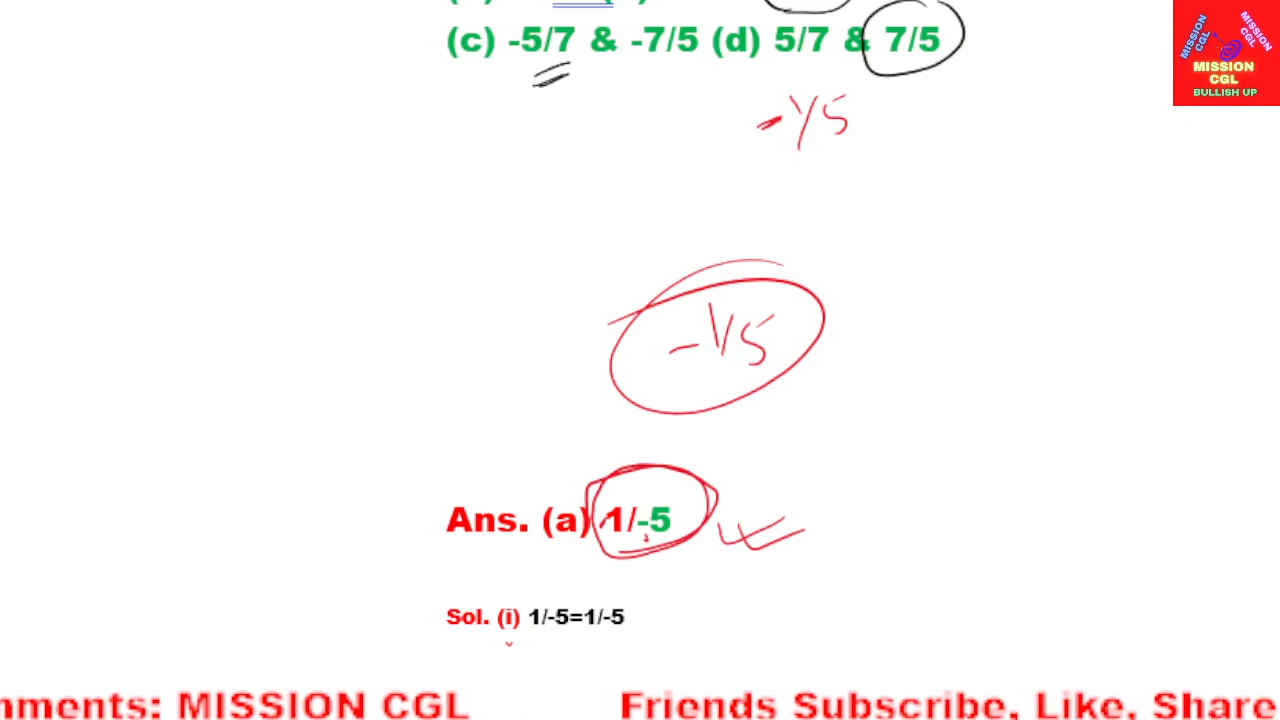 (c) -5/7 & -7/5 (d) 5/7 & 7/5
MISSION CGL
MISSION CGL
MISSION
CGL
BULLISH UP
-1/5
-1/5
Ans. (a) 1/-5
Sol. (i) 1/-5=1/-5
MISSION CGL Friends Subscribe, Like, Share